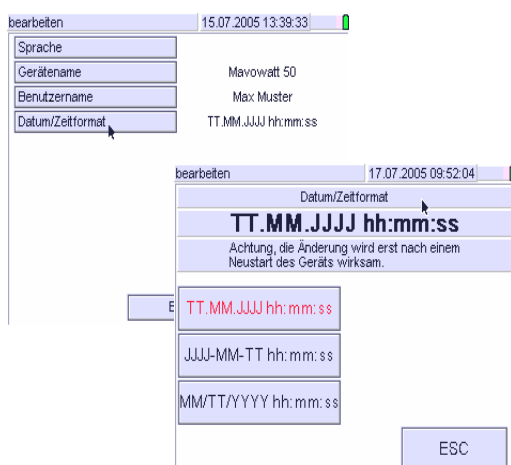 bearbeiten 15.07.2005 13:39:33
Sprache
Gerätename Mavowatt 50
Benutzername Max Muster
Datum/Zeitformat TT.MM.JJJJ hh:mm:ss
E
bearbeiten 17.07.2005 09:52:04
Datum/Zeitformat
TT.MM.JJJJ hh:mm:ss
Achtung, die Änderung wird erst nach einem
Neustart des Geräts wirksam.
TT.MM.JJJJ hh:mm:ss
JJJJ-MM-TT hh:mm:ss
MM/TT/YYYY hh:mm:ss
ESC